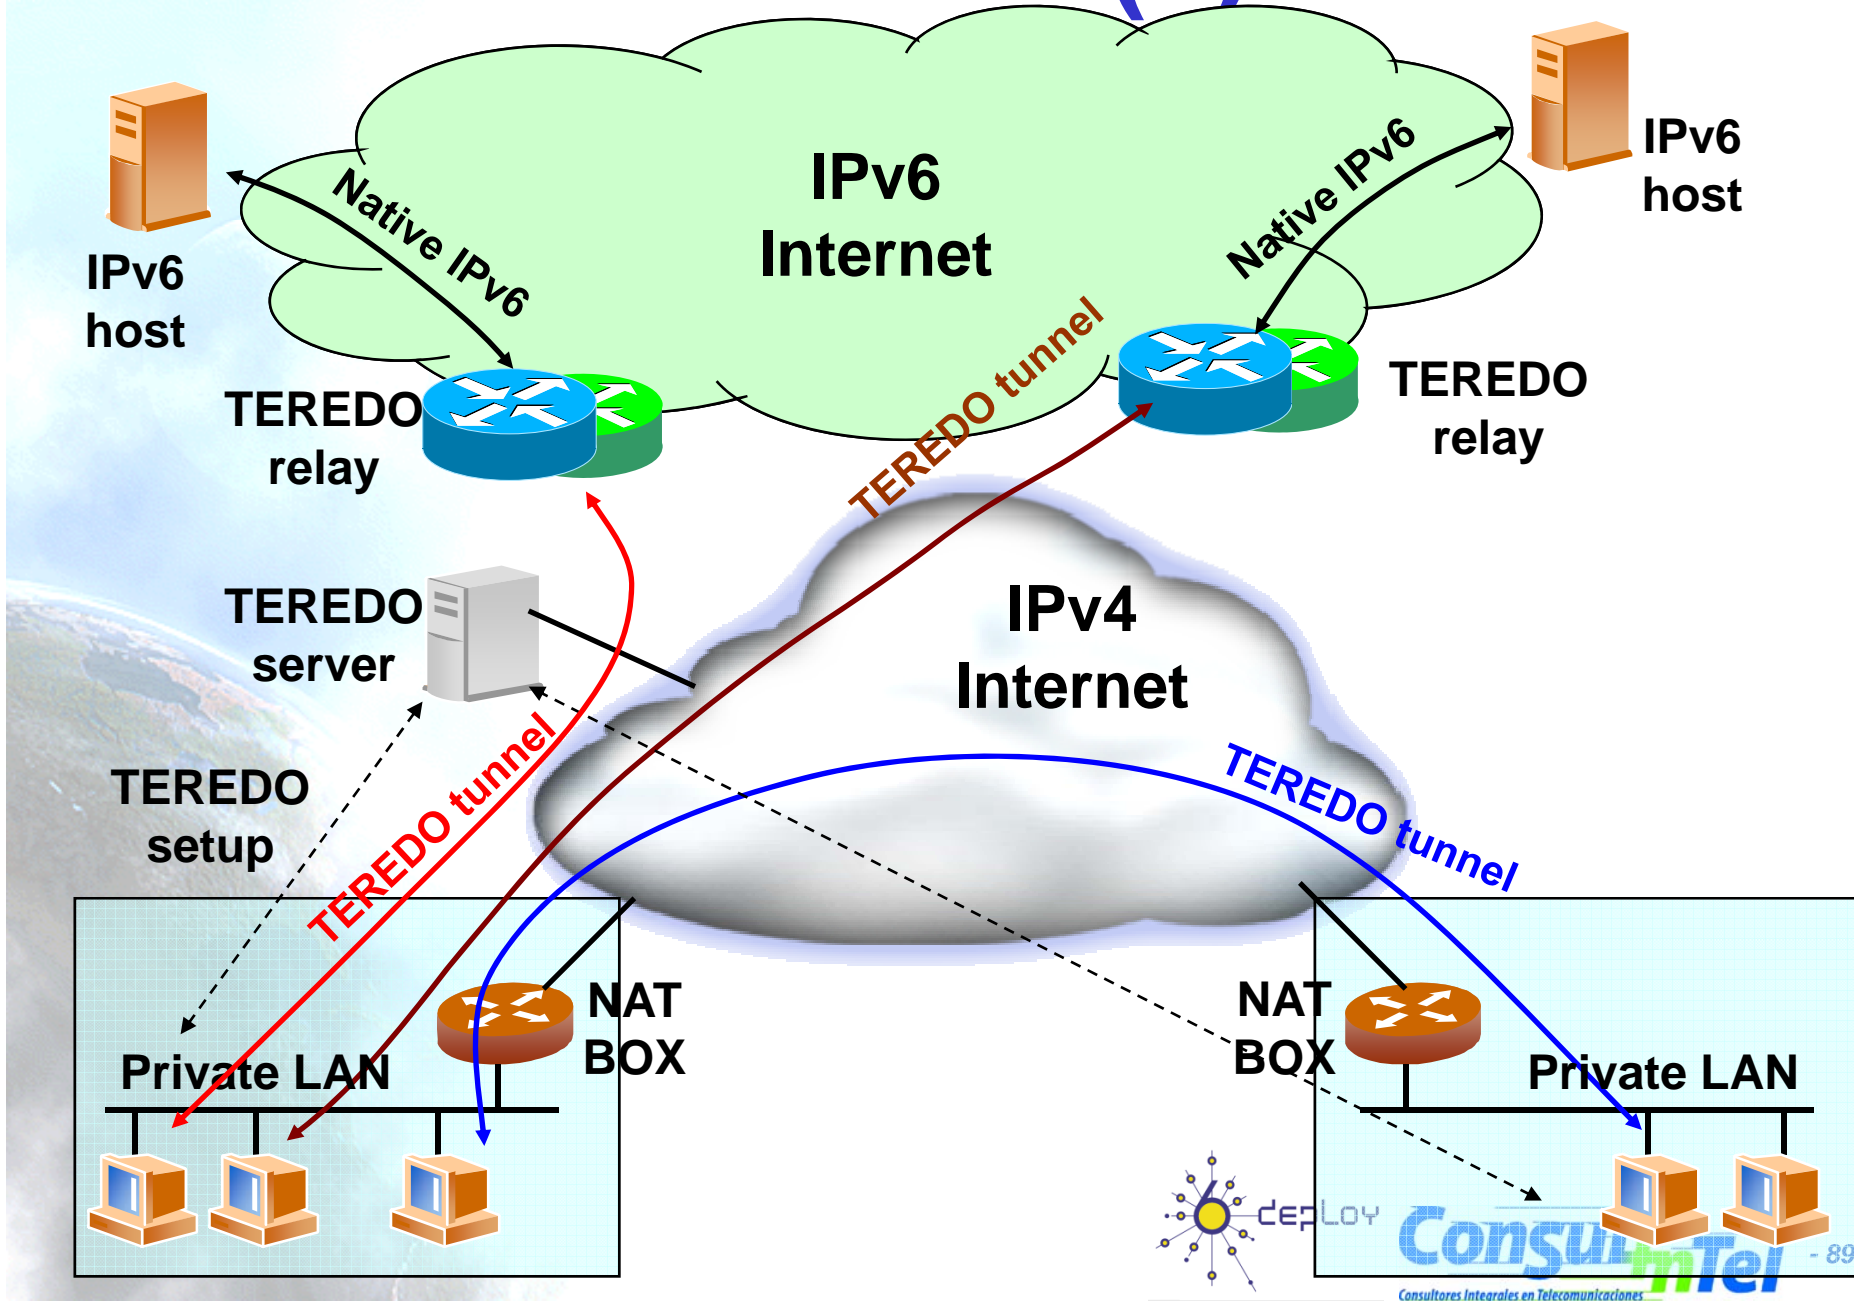 IPv6
Internet
Native IPv6
Native IPv6
IPv6
host
IPv6
host
TEREDO
relay
TEREDO
relay
TEREDO tunnel
TEREDO
server
IPv4
Internet
TEREDO
setup
TEREDO tunnel
TEREDO tunnel
NAT
BOX
NAT
BOX
Private LAN
Private LAN
6
deploy
Consulintel
Consultores Integrales en Telecomunicaciones
- 89